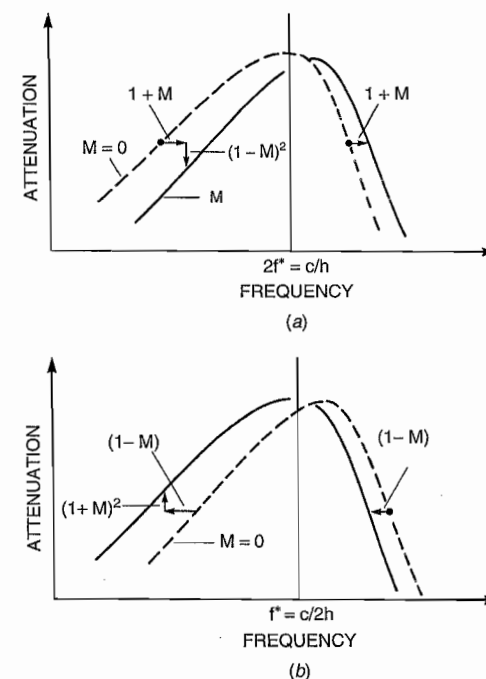 ATTENUATION
1 + M
1 + M
M = 0
(1 – M)²
M
2f* = c/h
FREQUENCY
(a)
ATTENUATION
(1– M)
(1– M)
(1+ M)²
M = 0
f* = c/2h
FREQUENCY
(b)